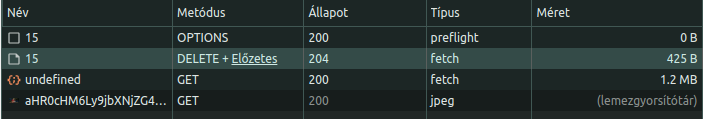 Név Metódus Állapot Típus Méret
15 OPTIONS 200 preflight 0 B
15 DELETE + Előzetes 204 fetch 425 B
undefined GET 200 fetch 1.2 MB
aHR0cHM6Ly9jbXNjZG4... GET 200 jpeg (lemezgyorsítótár)